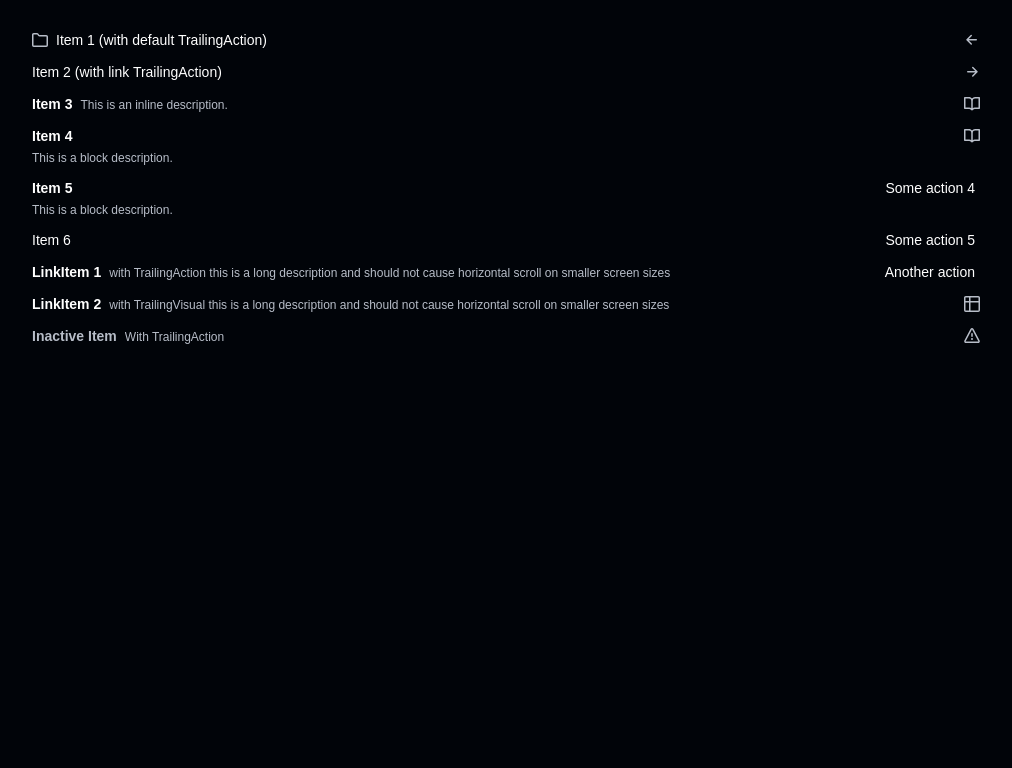 Item 1 (with default TrailingAction)
Item 2 (with link TrailingAction)
Item 3 This is an inline description.
Item 4
This is a block description.
Item 5 Some action 4
This is a block description.
Item 6 Some action 5
LinkItem 1 with TrailingAction this is a long description and should not cause horizontal scroll on smaller screen sizes Another action
LinkItem 2 with TrailingVisual this is a long description and should not cause horizontal scroll on smaller screen sizes
Inactive Item With TrailingAction